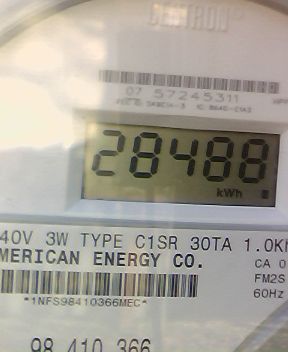 CENTRON
07 57245311
28488
kWh
40V 3W TYPE C1SR 30TA 1.0K
MERICAN ENERGY CO.
CA 0
FM2S
*1NFS98410366MEC*
60Hz
98 410 366